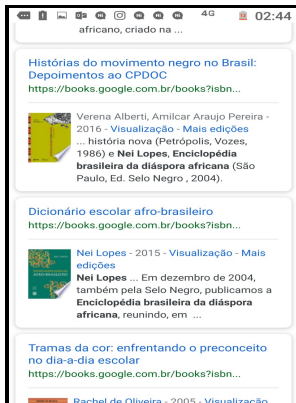 4G 02:44
africano, criado na ...
Histórias do movimento negro no Brasil:
Depoimentos ao CPDOC
https://books.google.com.br/books?isbn...
Verena Alberti, Amilcar Araujo Pereira -
2016 - Visualização - Mais edições
... história nova (Petrópolis, Vozes,
1986) e Nei Lopes, Enciclopédia
brasileira da diáspora africana (São
Paulo, Ed. Selo Negro , 2004).
Dicionário escolar afro-brasileiro
https://books.google.com.br/books?isbn...
Nei Lopes - 2015 - Visualização - Mais
edições
Nei Lopes ... Em dezembro de 2004,
também pela Selo Negro, publicamos a
Enciclopédia brasileira da diáspora
africana, reunindo, em ...
Tramas da cor: enfrentando o preconceito
no dia-a-dia escolar
https://books.google.com.br/books?isbn...
Rachel de Oliveira - 2005 - Visualização